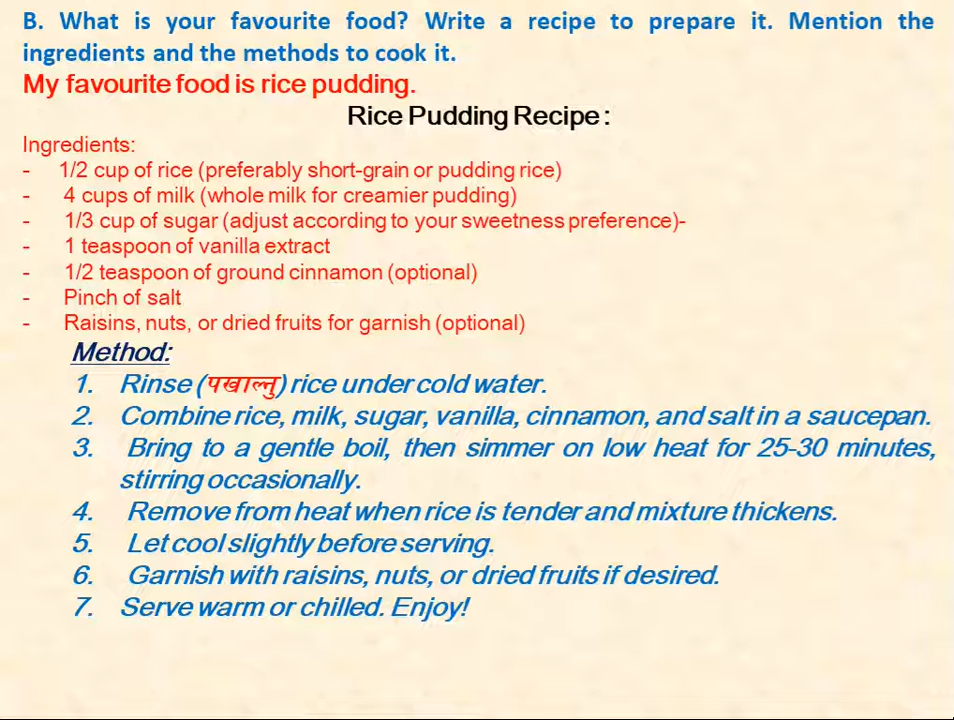 B. What is your favourite food? Write a recipe to prepare it. Mention the
ingredients and the methods to cook it.
My favourite food is rice pudding.
Rice Pudding Recipe :
Ingredients:
- 1/2 cup of rice (preferably short-grain or pudding rice)
- 4 cups of milk (whole milk for creamier pudding)
- 1/3 cup of sugar (adjust according to your sweetness preference)-
- 1 teaspoon of vanilla extract
- 1/2 teaspoon of ground cinnamon (optional)
- Pinch of salt
- Raisins, nuts, or dried fruits for garnish (optional)
Method:
1. Rinse (पखाल्नु) rice under cold water.
2. Combine rice, milk, sugar, vanilla, cinnamon, and salt in a saucepan.
3. Bring to a gentle boil, then simmer on low heat for 25-30 minutes,
stirring occasionally.
4. Remove from heat when rice is tender and mixture thickens.
5. Let cool slightly before serving.
6. Garnish with raisins, nuts, or dried fruits if desired.
7. Serve warm or chilled. Enjoy!